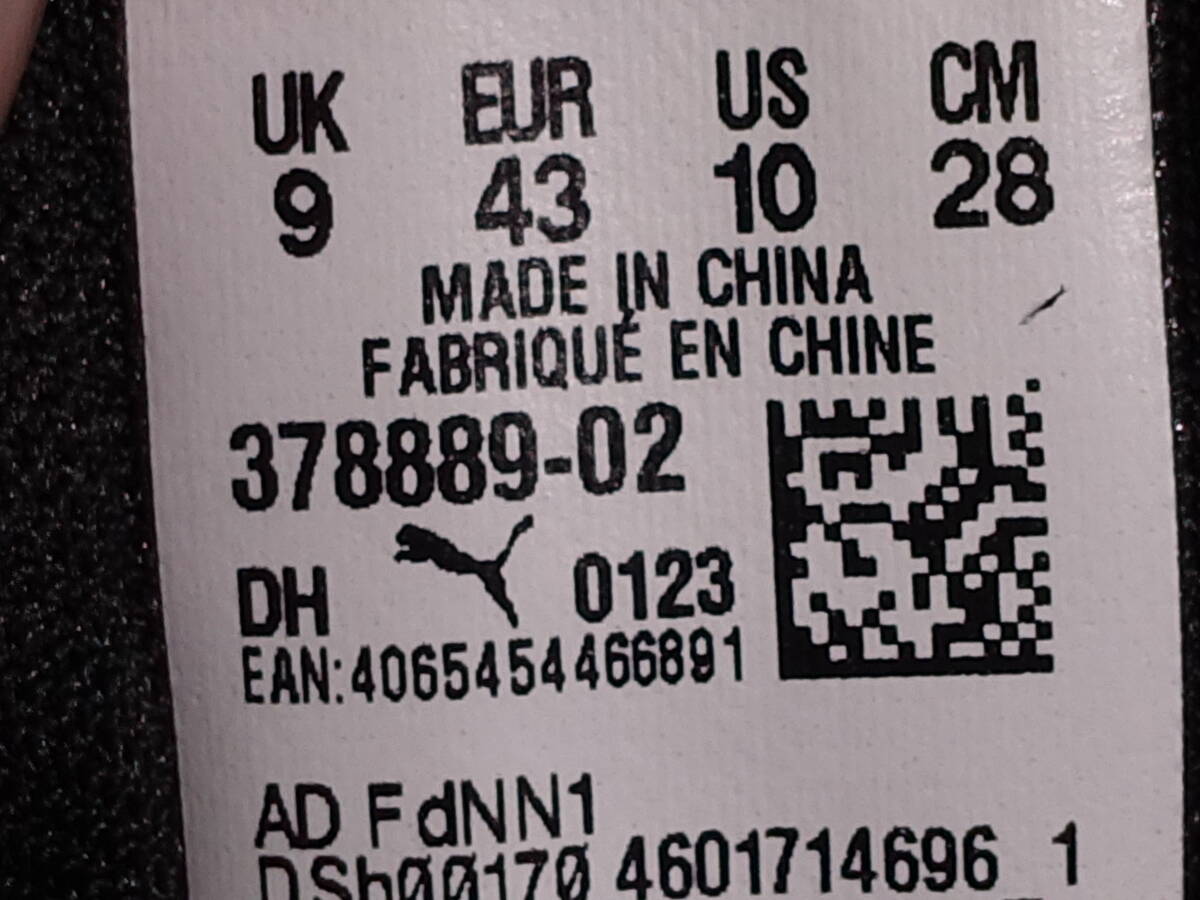 UK EUR US CM
9 43 10 28
MADE IN CHINA
FABRIQUÉ EN CHINE
378889-02
DH 0123
EAN:4065454466891
AD FdNN1
DSh00170 4601714696 1